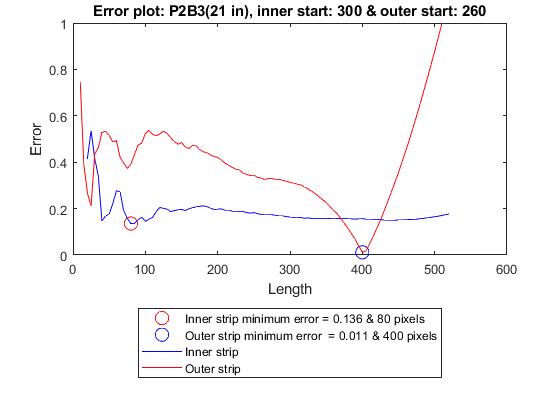 Error plot: P2B3(21 in), inner start: 300 & outer start: 260
1
0.8
0.6
0.4
0.2
0
Error
0 100 200 300 400 500 600
Length
Inner strip minimum error = 0.136 & 80 pixels
Outer strip minimum error = 0.011 & 400 pixels
Inner strip
Outer strip